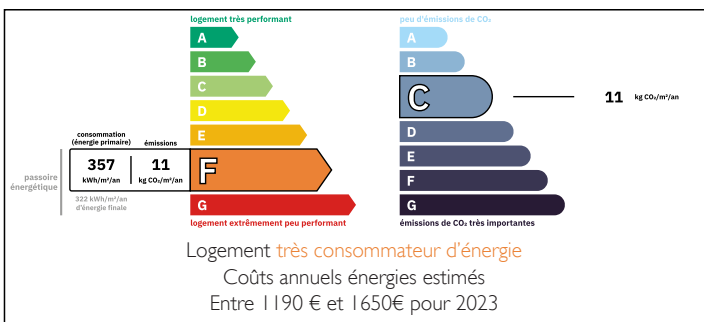 logement très performant
A
B
C
D
E
consommation
(énergie primaire)
émissions
passoire
énergétique
357
kWh/m²/an
11
kg CO₂/m²/an
F
322 kWh/m²/an
d'énergie finale
G
logement extrêmement peu performant
peu d'émissions de CO₂
A
B
C
11 kg CO₂/m²/an
D
E
F
G
émissions de CO₂ très importantes
Logement très consommateur d'énergie
Coûts annuels énergies estimés
Entre 1190 € et 1650€ pour 2023